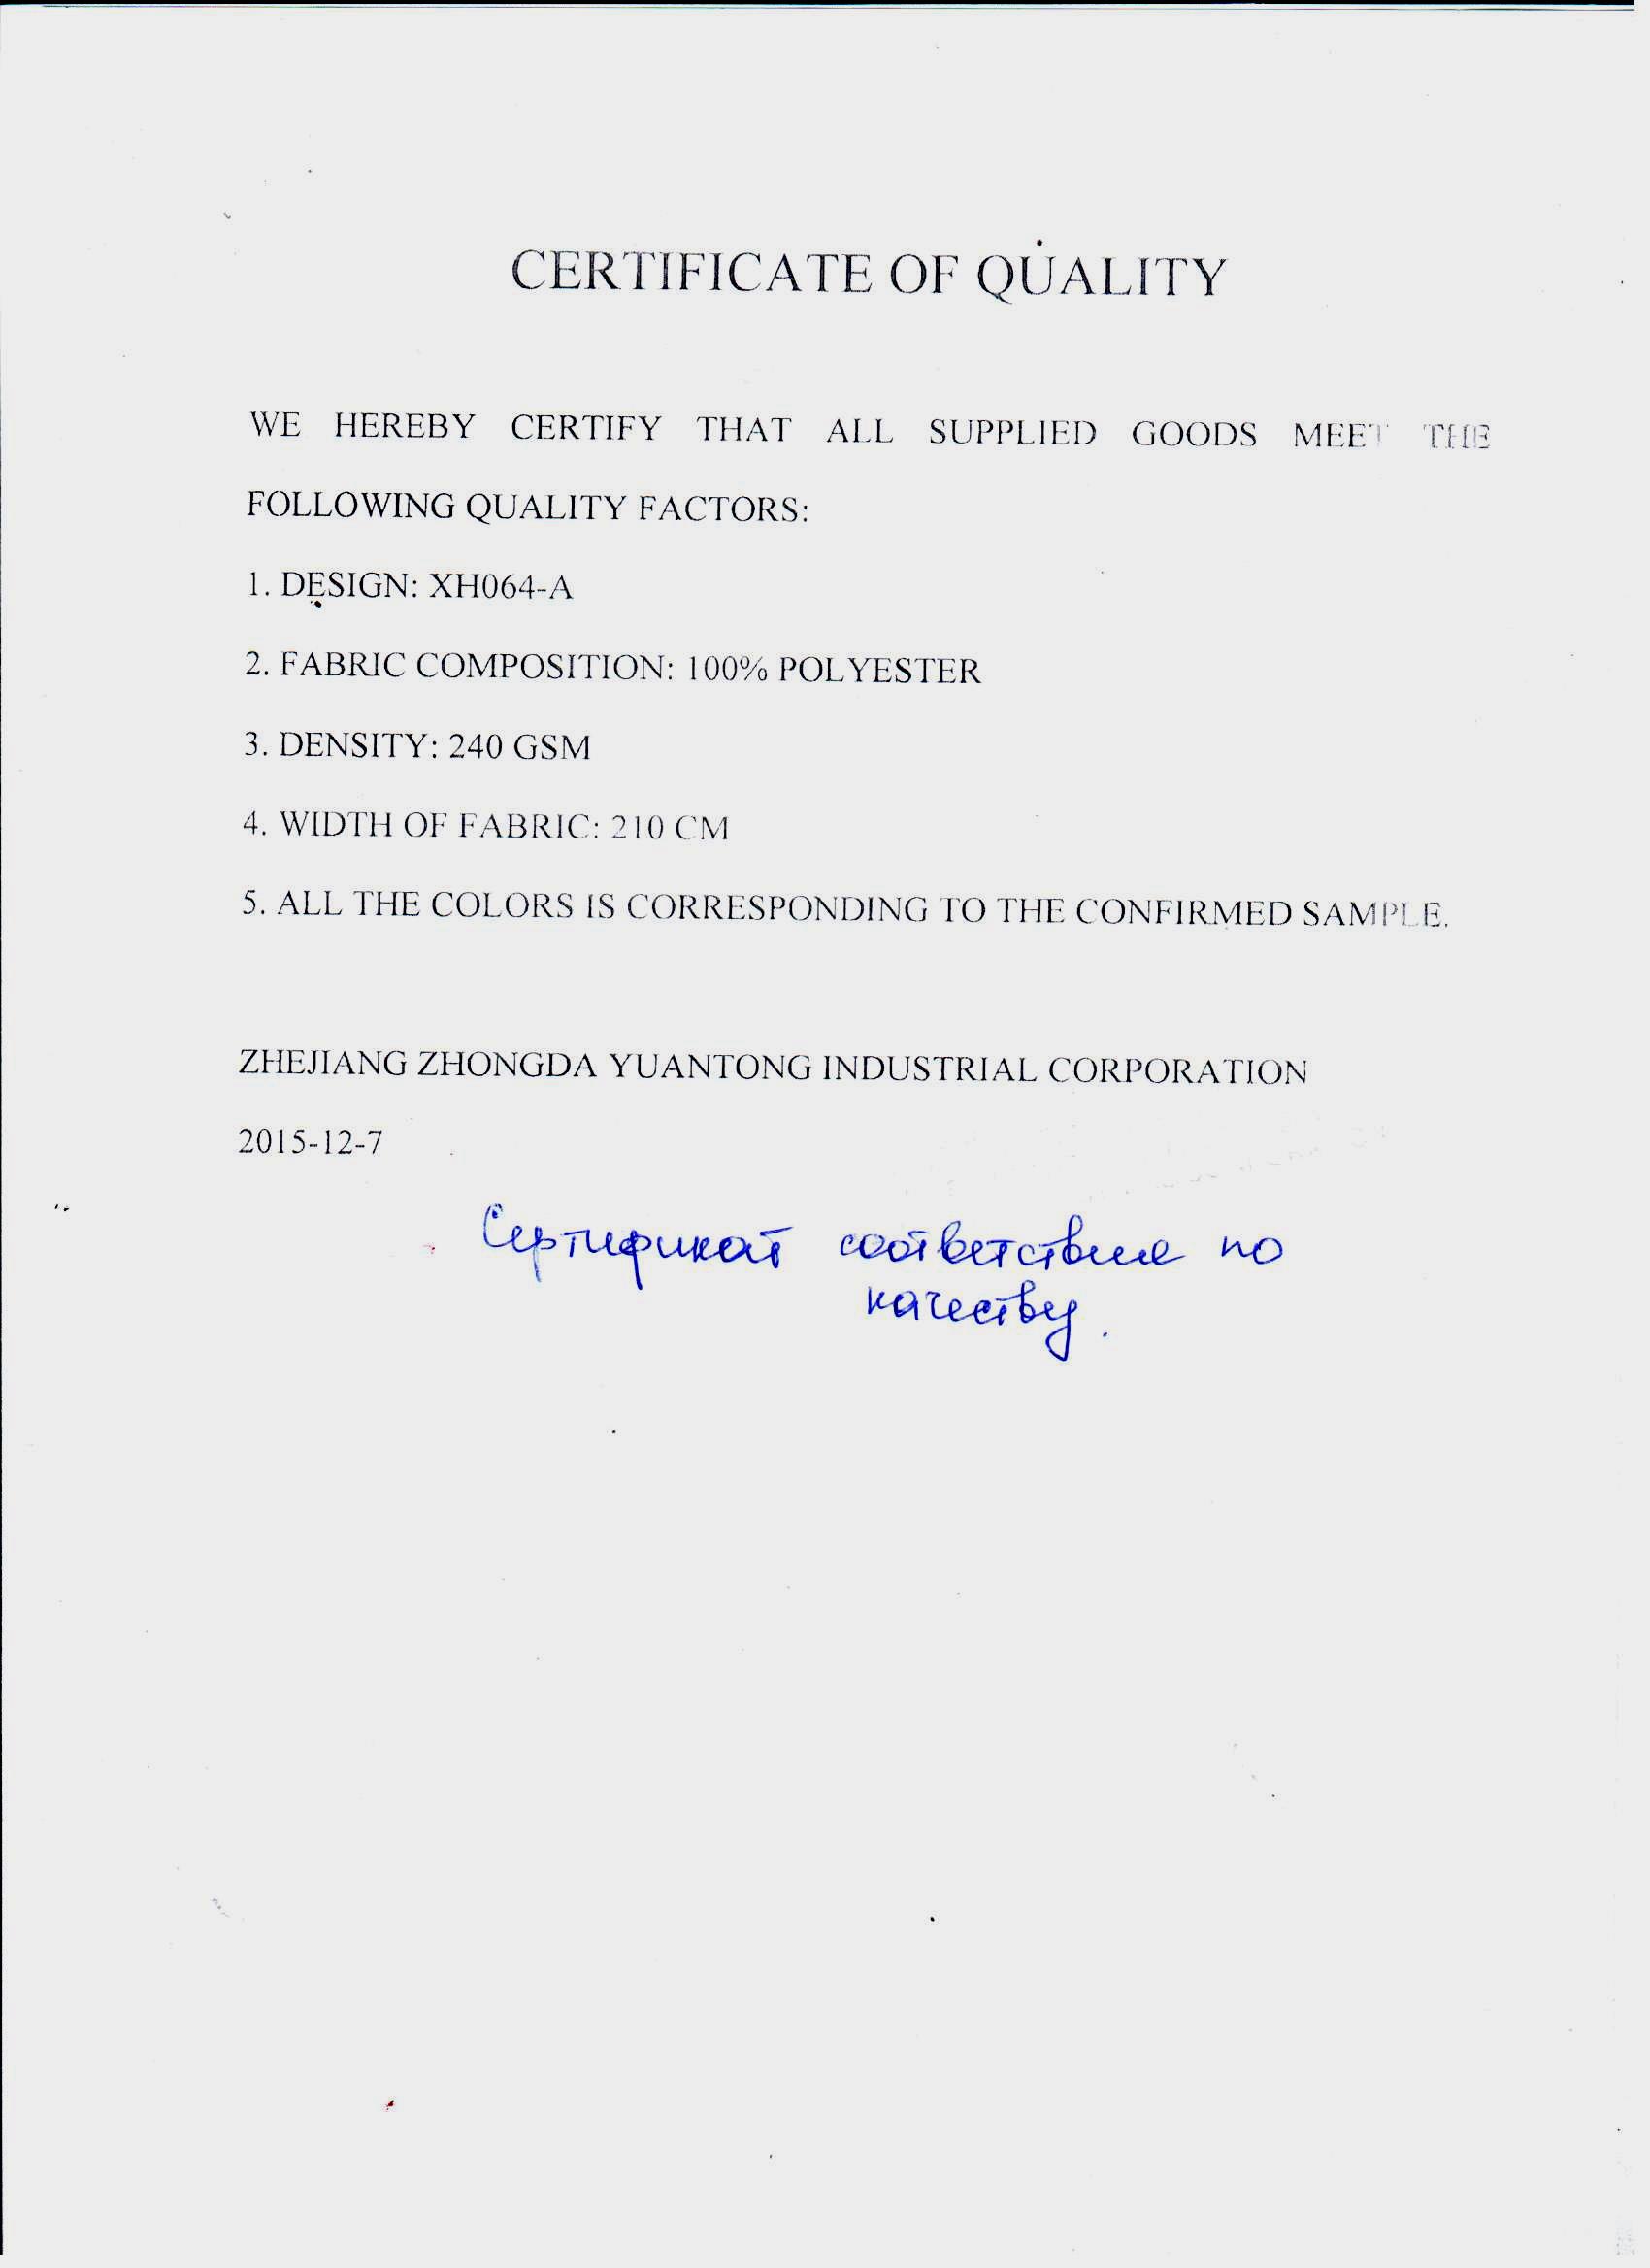 CERTIFICATE OF QUALITY
WE HEREBY CERTIFY THAT ALL SUPPLIED GOODS MEET THE
FOLLOWING QUALITY FACTORS:
1. DESIGN: XH064-A
2. FABRIC COMPOSITION: 100% POLYESTER
3. DENSITY: 240 GSM
4. WIDTH OF FABRIC: 210 CM
5. ALL THE COLORS IS CORRESPONDING TO THE CONFIRMED SAMPLE.
ZHEJIANG ZHONGDA YUANTONG INDUSTRIAL CORPORATION
2015-12-7
Сертификат соответствие по
качеству.